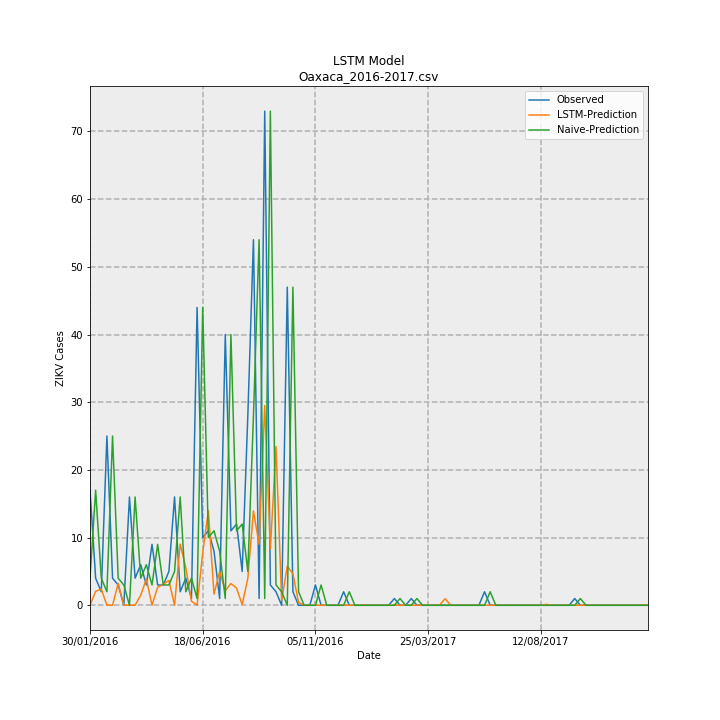 LSTM Model
Oaxaca_2016-2017.csv
Observed
LSTM-Prediction
Naive-Prediction
70
60
50
40
30
20
10
0
ZIKV Cases
30/01/2016 18/06/2016 05/11/2016 25/03/2017 12/08/2017
Date